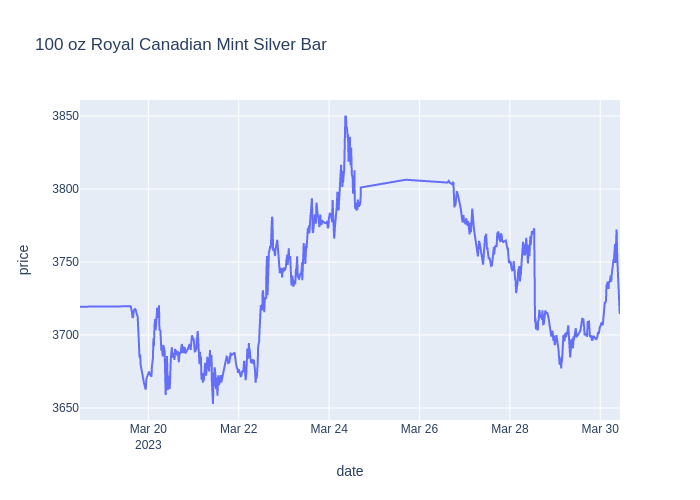 100 oz Royal Canadian Mint Silver Bar
3850
3800
3750
3700
3650
price
Mar 20
2023
Mar 22
Mar 24
Mar 26
Mar 28
Mar 30
date